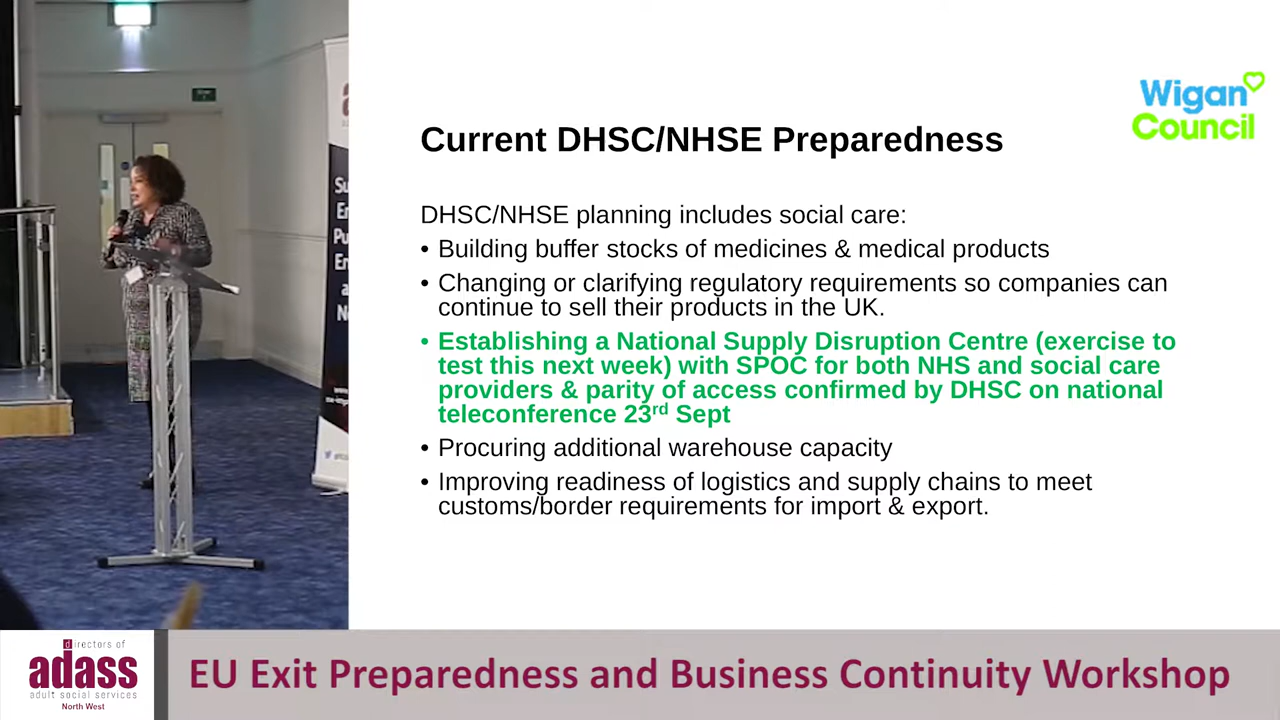 Wigan
Council
Current DHSC/NHSE Preparedness
DHSC/NHSE planning includes social care:
• Building buffer stocks of medicines & medical products
• Changing or clarifying regulatory requirements so companies can
continue to sell their products in the UK.
• Establishing a National Supply Disruption Centre (exercise to
test this next week) with SPOC for both NHS and social care
providers & parity of access confirmed by DHSC on national
teleconference 23rd Sept
• Procuring additional warehouse capacity
• Improving readiness of logistics and supply chains to meet
customs/border requirements for import & export.
directors of
adass
adult social services
North West
EU Exit Preparedness and Business Continuity Workshop